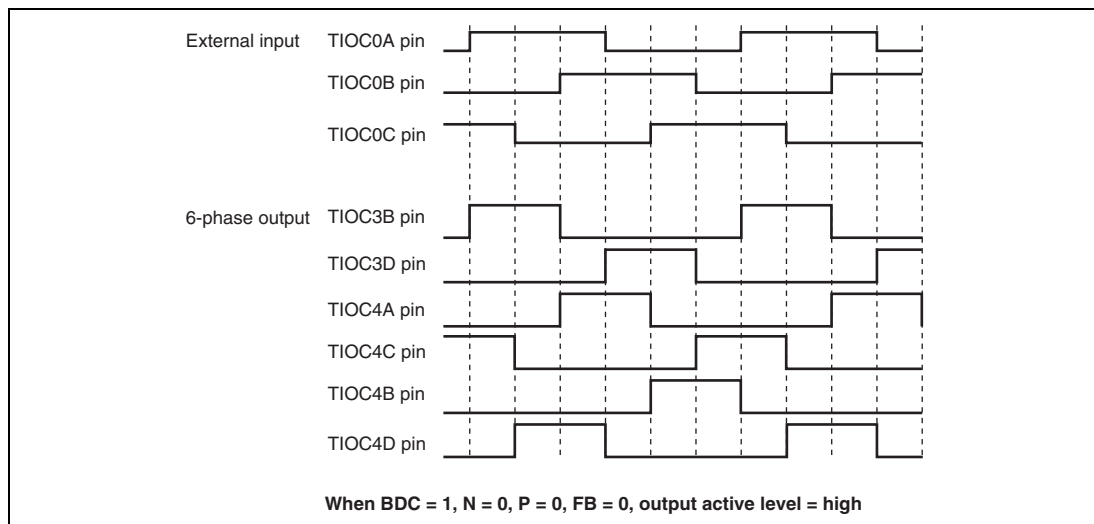 External input TIOC0A pin
TIOC0B pin
TIOC0C pin
6-phase output TIOC3B pin
TIOC3D pin
TIOC4A pin
TIOC4C pin
TIOC4B pin
TIOC4D pin
When BDC = 1, N = 0, P = 0, FB = 0, output active level = high